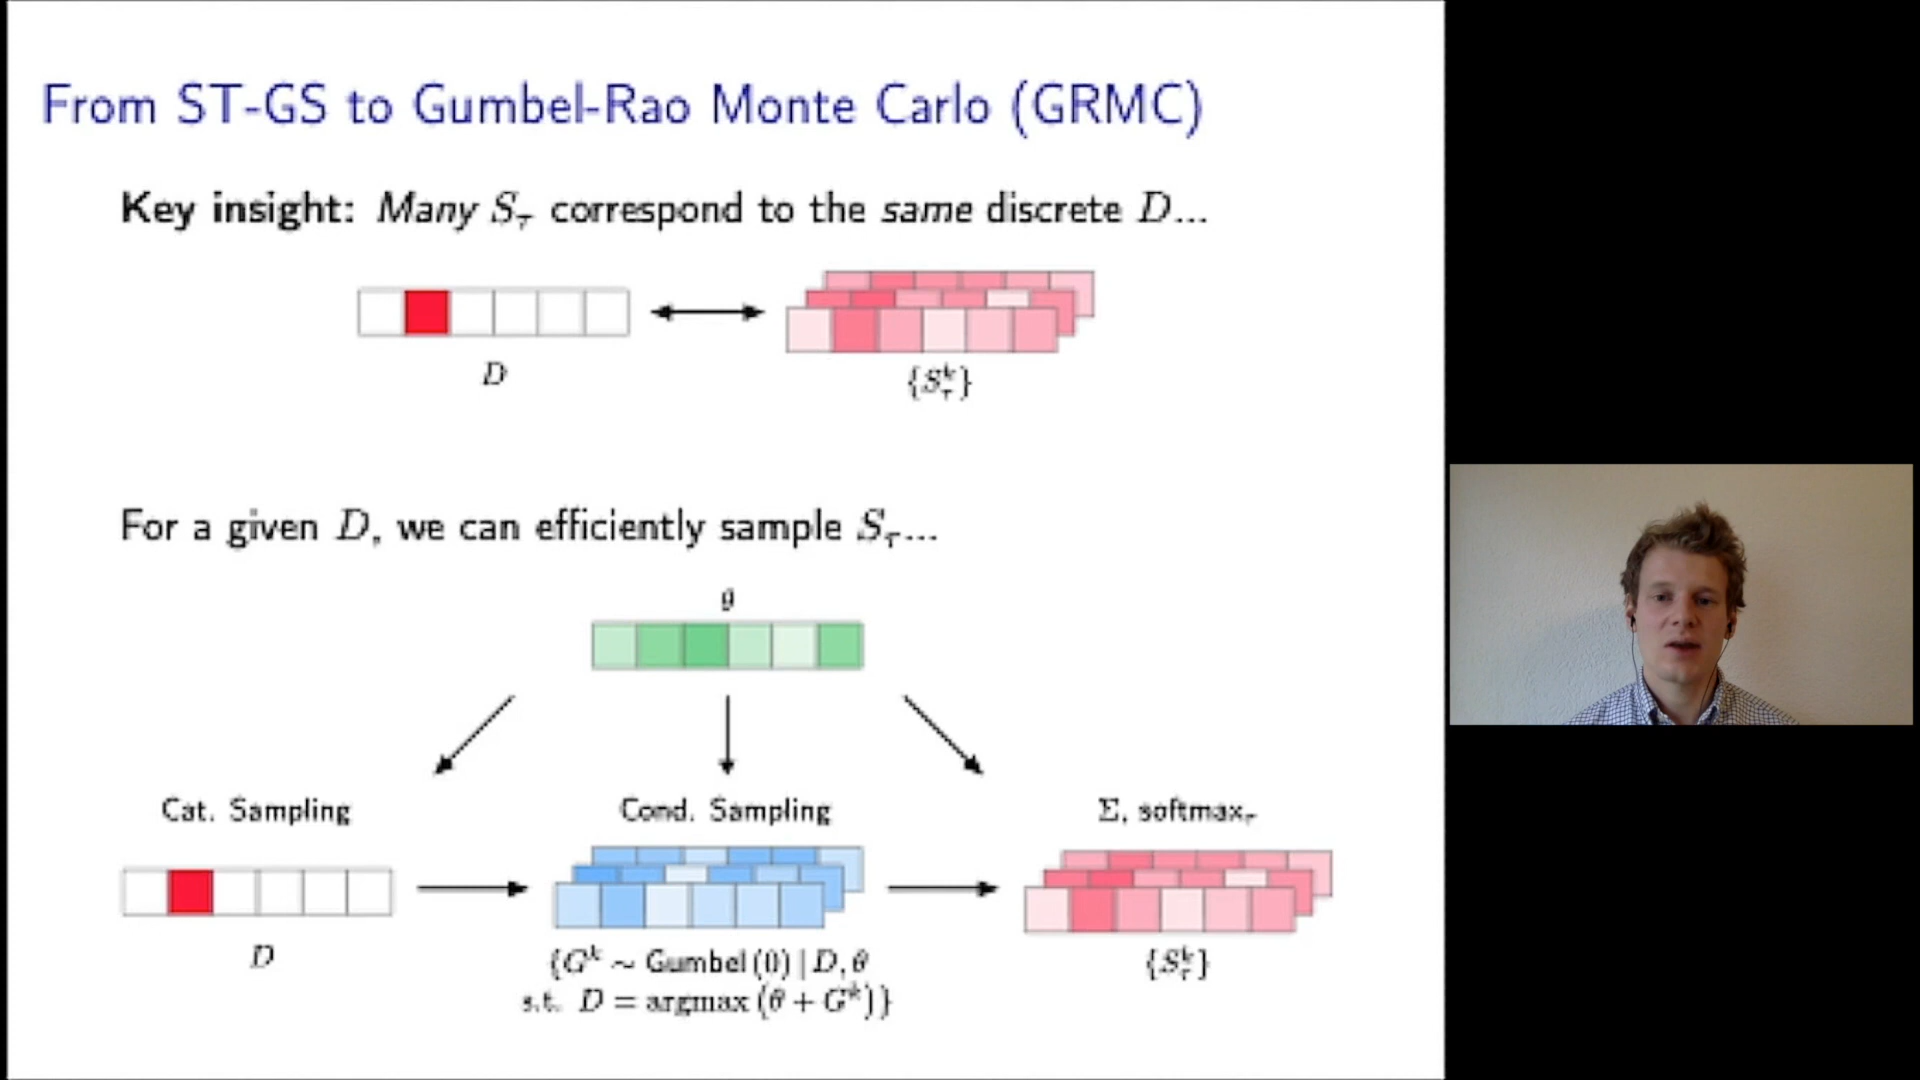 From ST-GS to Gumbel-Rao Monte Carlo (GRMC)
Key insight: Many S_τ correspond to the same discrete D...
D
{S_τ^k}
For a given D, we can efficiently sample S_τ...
θ
Cat. Sampling
Cond. Sampling
Σ, softmax_τ
D
{G^k ~ Gumbel (0) | D, θ
s.t. D = argmax (θ + G^k)}
{S_τ^k}